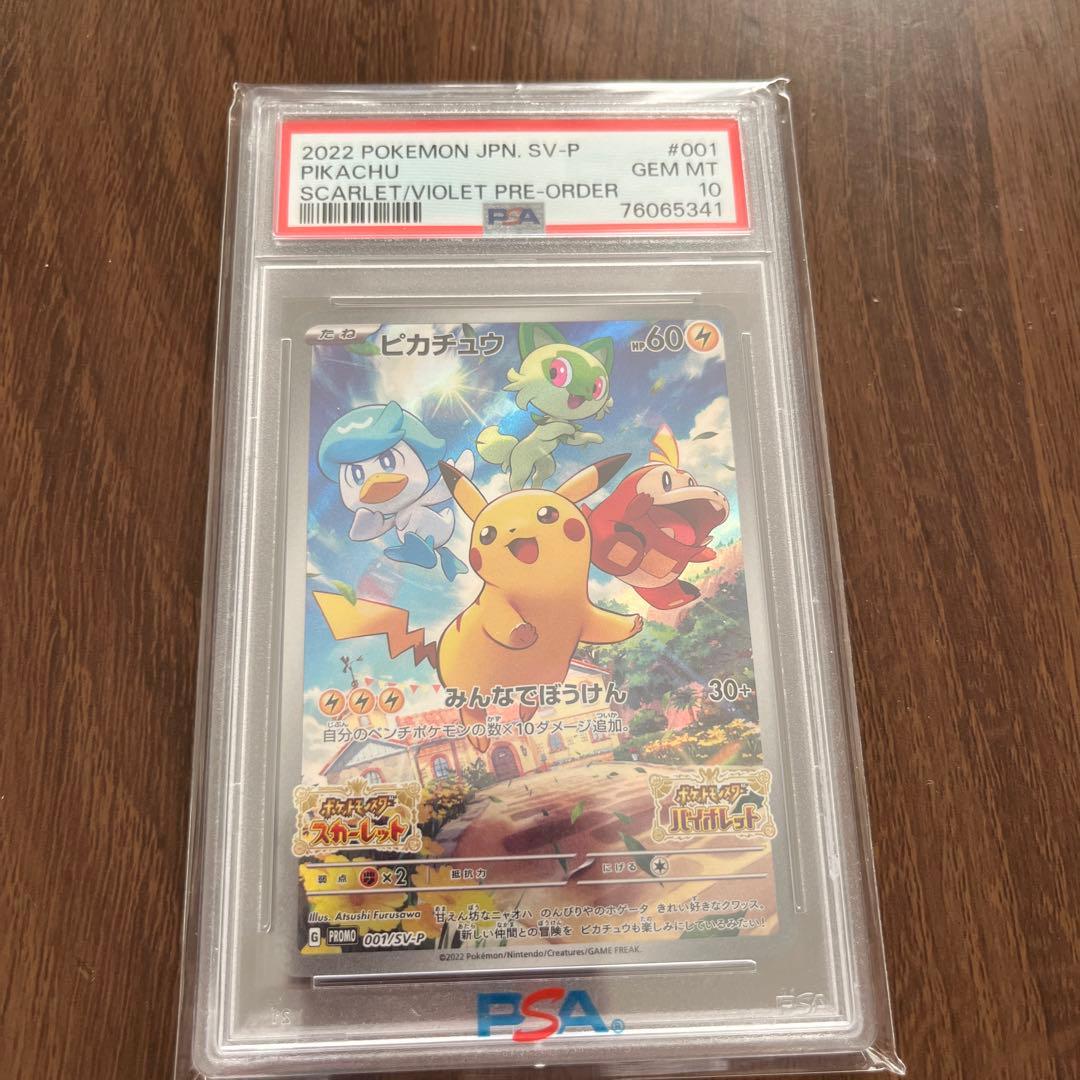 2022 POKEMON JPN. SV-P #001
PIKACHU GEM MT
SCARLET/VIOLET PRE-ORDER 10
PSA 76065341
たね ピカチュウ HP60
みんなでぼうけん 30+
自分のベンチポケモンの数×10ダメージ追加。
ポケットモンスター スカーレット
ポケットモンスター バイオレット
弱点 ×2 抵抗力 にげる
Illus. Atsushi Furusawa
甘えん坊なニャオハ のんびりやのホゲータ きれい好きなクワッス。
新しい仲間との冒険を ピカチュウも楽しみにしているみたい!
G PROMO 001/SV-P
©2022 Pokémon/Nintendo/Creatures/GAME FREAK.
PSA®
PSA